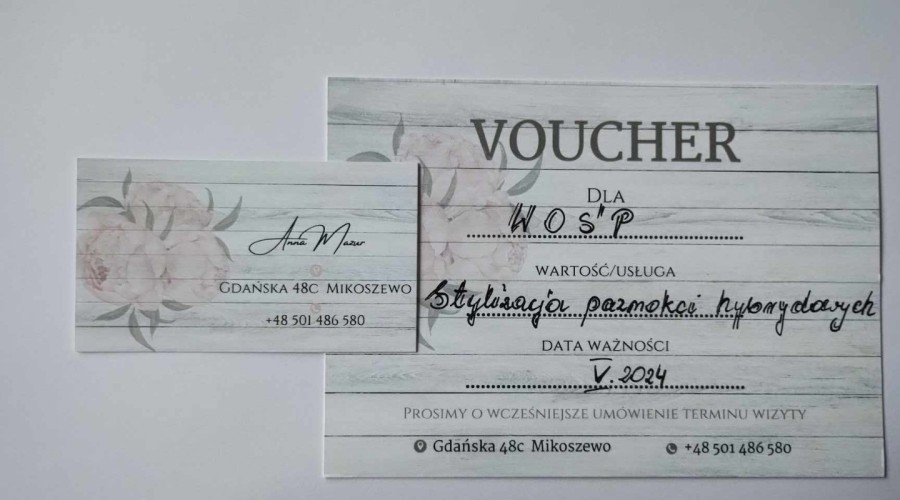 Anna Mazur
GDAŃSKA 48C MIKOSZEWO
+48 501 486 580
VOUCHER
DLA
WOŚP
WARTOŚĆ/USŁUGA
Stylizacja paznokci hybrydowych
DATA WAŻNOŚCI
V. 2024
PROSIMY O WCZEŚNIEJSZE UMÓWIENIE TERMINU WIZYTY
Gdańska 48c Mikoszewo
+48 501 486 580